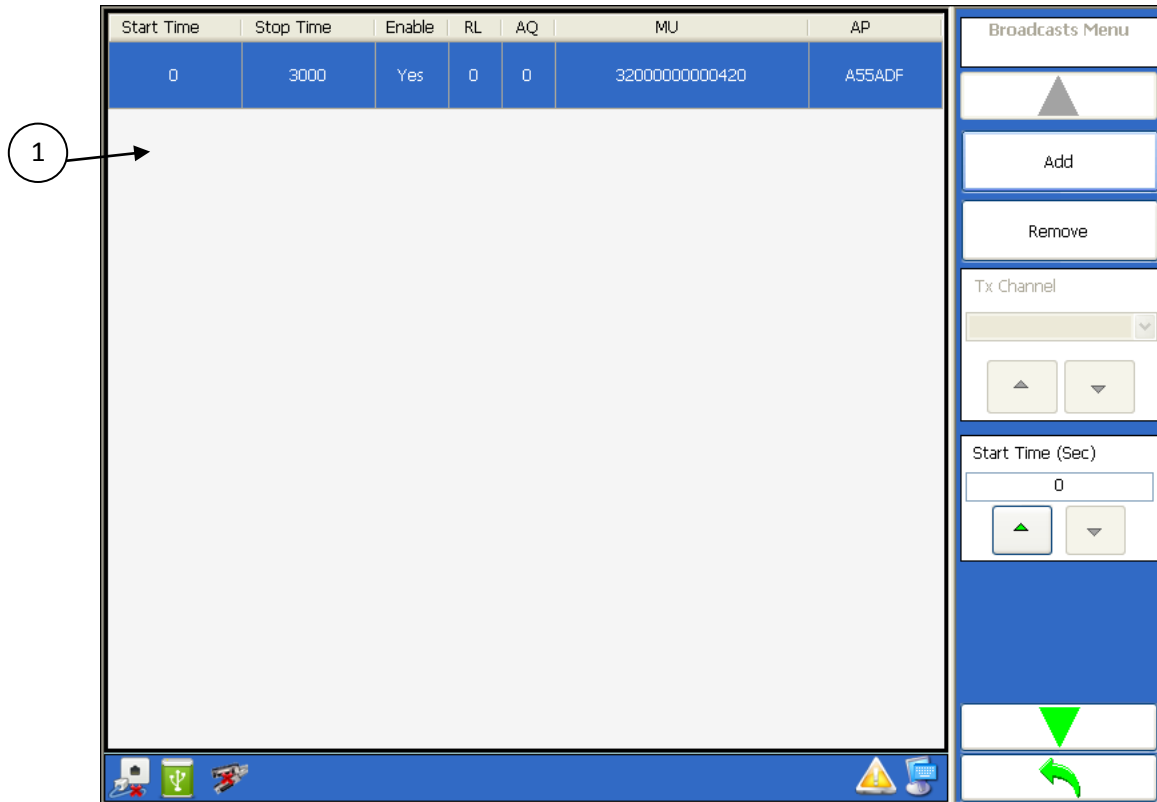 Start Time Stop Time Enable RL AQ MU AP
0 3000 Yes 0 0 32000000000420 A55ADF
1
Broadcasts Menu
Add
Remove
Tx Channel
Start Time (Sec)
0